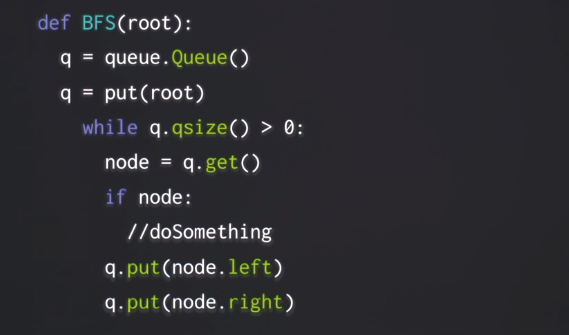 def BFS(root):
  q = queue.Queue()
  q = put(root)
    while q.qsize() > 0:
      node = q.get()
      if node:
        //doSomething
      q.put(node.left)
      q.put(node.right)